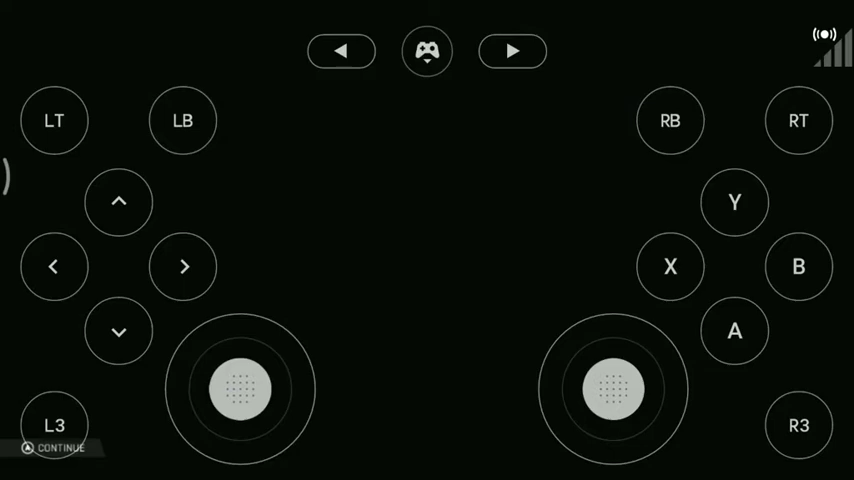 LT LB RB RT
Y
X B
A
L3 R3
A CONTINUE